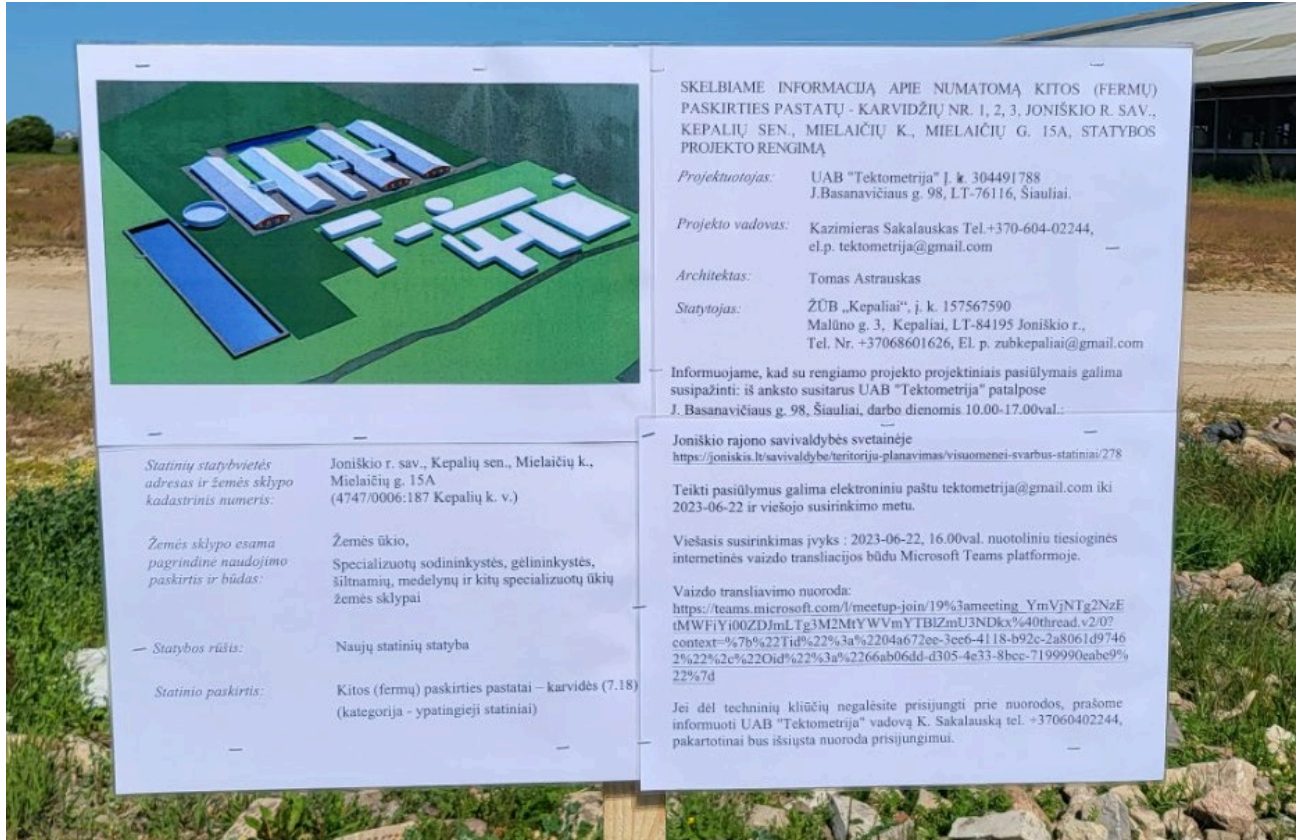 SKELBIAME INFORMACIJĄ APIE NUMATOMĄ KITOS (FERMŲ)
PASKIRTIES PASTATŲ - KARVIDŽIŲ NR. 1, 2, 3, JONIŠKIO R. SAV.,
KEPALIŲ SEN., MIELAIČIŲ K., MIELAIČIŲ G. 15A, STATYBOS
PROJEKTO RENGIMĄ
Projektuotojas: UAB "Tektometrija" Į. k. 304491788
J.Basanavičiaus g. 98, LT-76116, Šiauliai.
Projekto vadovas: Kazimieras Sakalauskas Tel.+370-604-02244,
el.p. tektometrija@gmail.com
Architektas: Tomas Astrauskas
Statytojas: ŽŪB „Kepaliai“, į. k. 157567590
Malūno g. 3, Kepaliai, LT-84195 Joniškio r.,
Tel. Nr. +37068601626, El. p. zubkepaliai@gmail.com
Informuojame, kad su rengiamo projekto projektiniais pasiūlymais galima
susipažinti: iš anksto susitarus UAB "Tektometrija" patalpose
J. Basanavičiaus g. 98, Šiauliai, darbo dienomis 10.00-17.00val.:
Joniškio rajono savivaldybės svetainėje
https://joniskis.lt/savivaldybe/teritoriju-planavimas/visuomenei-svarbus-statiniai/278
Teikti pasiūlymus galima elektroniniu paštu tektometrija@gmail.com iki
2023-06-22 ir viešojo susirinkimo metu.
Viešasis susirinkimas įvyks : 2023-06-22, 16.00val. nuotoliniu tiesioginės
internetinės vaizdo transliacijos būdu Microsoft Teams platformoje.
Vaizdo transliavimo nuoroda:
https://teams.microsoft.com/l/meetup-join/19%3ameeting_YmVjNTg2NzE
tMWFiYi00ZDJmLTg3M2MtYWVmYTBlZmU3NDkx%40thread.v2/0?
context=%7b%22Tid%22%3a%2204a672ee-3ee6-4118-b92c-2a8061d9746
2%22%2c%22Oid%22%3a%2266ab06dd-d305-4e33-8bcc-7199990eabe9%
22%7d
Jei dėl techninių kliūčių negalėsite prisijungti prie nuorodos, prašome
informuoti UAB "Tektometrija" vadovą K. Sakalauską tel. +37060402244,
pakartotinai bus išsiųsta nuoroda prisijungimui.
Statinių statybvietės
adresas ir žemės sklypo
kadastrinis numeris:
Joniškio r. sav., Kepalių sen., Mielaičių k.,
Mielaičių g. 15A
(4747/0006:187 Kepalių k. v.)
Žemės sklypo esama
pagrindinė naudojimo
paskirtis ir būdas:
Žemės ūkio,
Specializuotų sodininkystės, gėlininkystės,
šiltnamių, medelynų ir kitų specializuotų ūkių
žemės sklypai
Statybos rūšis: Naujų statinių statyba
Statinio paskirtis: Kitos (fermų) paskirties pastatai – karvidės (7.18)
(kategorija - ypatingieji statiniai)